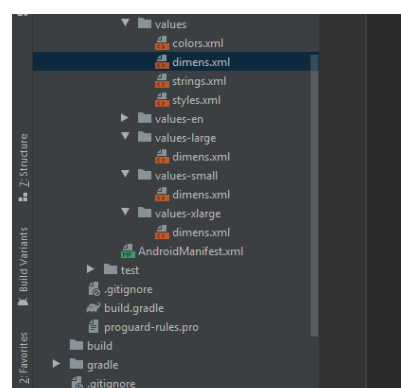 values
colors.xml
dimens.xml
strings.xml
styles.xml
values-en
values-large
dimens.xml
values-small
dimens.xml
values-xlarge
dimens.xml
AndroidManifest.xml
test
.gitignore
build.gradle
proguard-rules.pro
build
gradle
.gitignore
7: Structure
Build Variants
2: Favorites